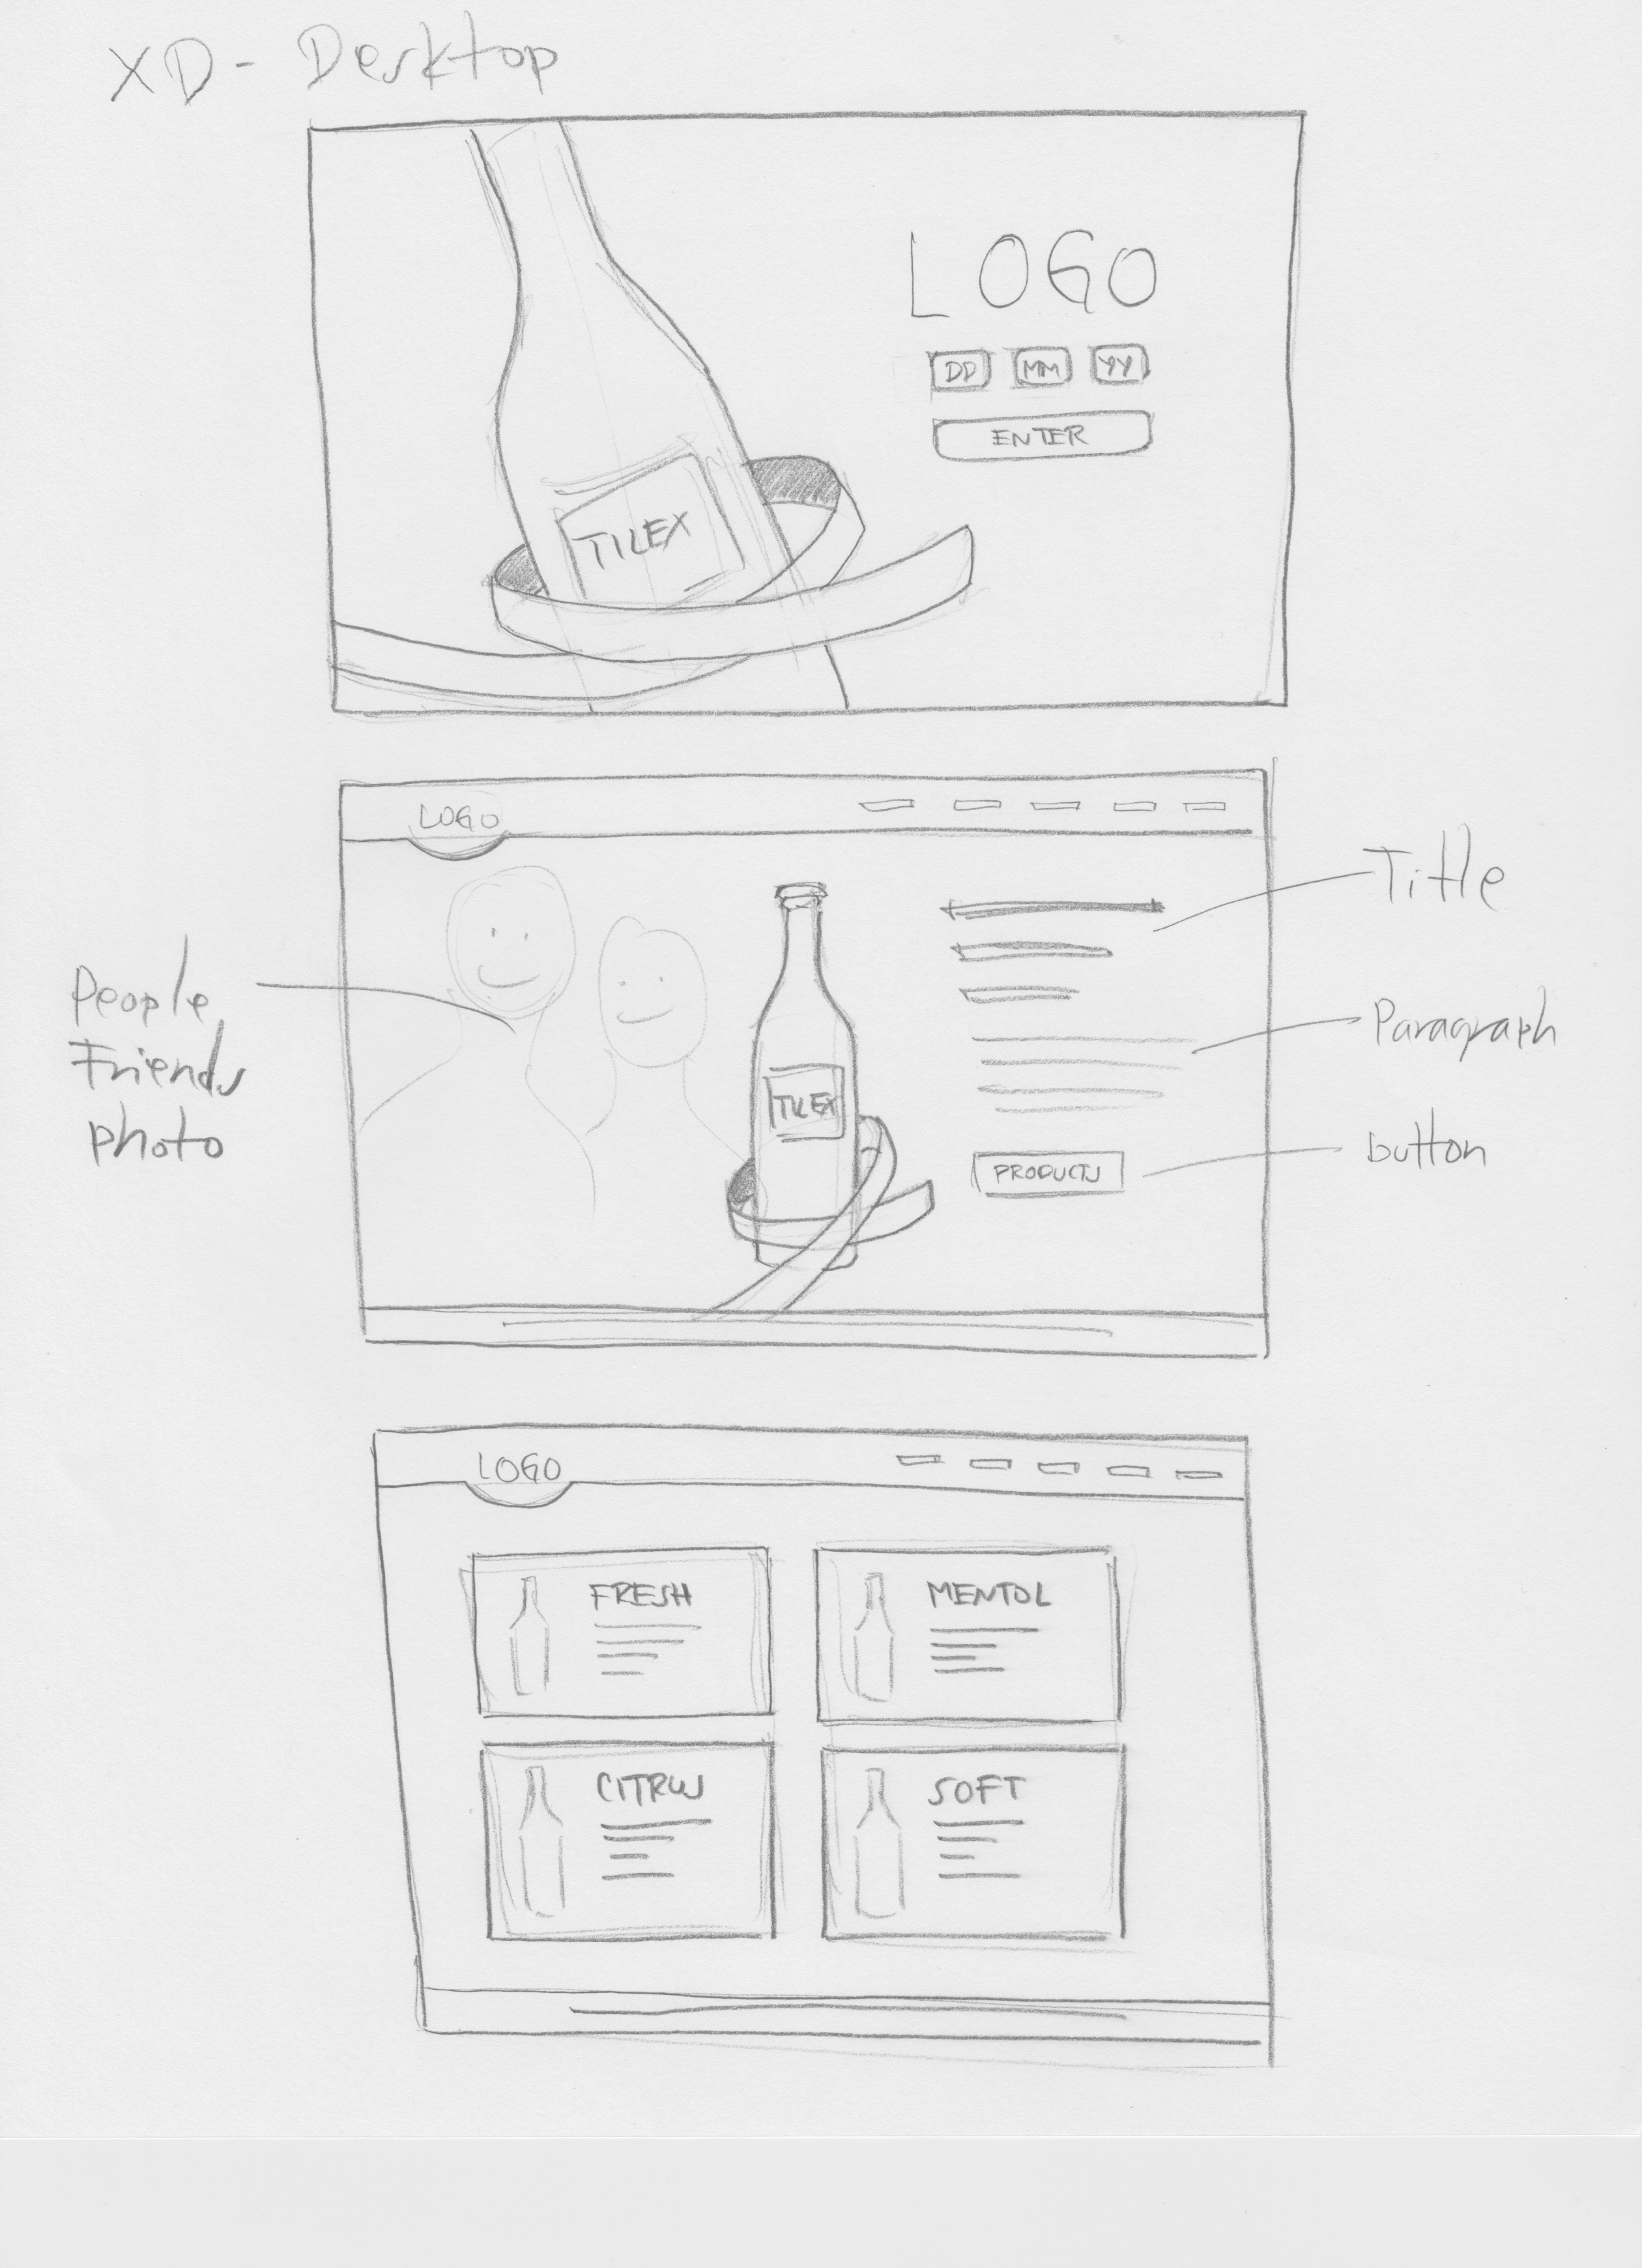 XD - Desktop
LOGO
DD MM YY
ENTER
TILEX
LOGO
Title
People
Friends
photo
Paragraph
TILEX
button
PRODUCTS
LOGO
FRESH
MENTOL
CITRUS
SOFT